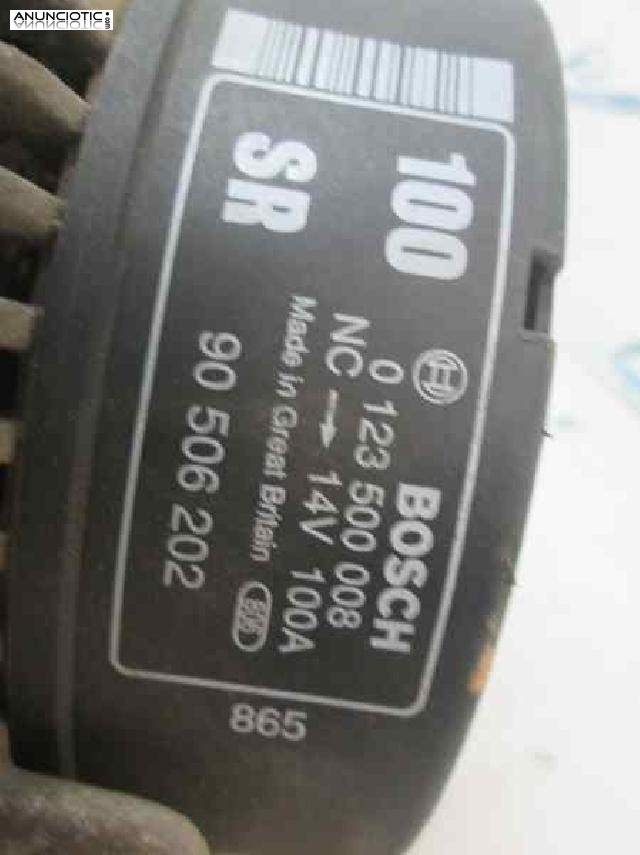 ANUNCIOTIC
.com
100
SR
BOSCH
0 123 500 008
NC → 14V 100A
Made in Great Britain
90 506 202
865